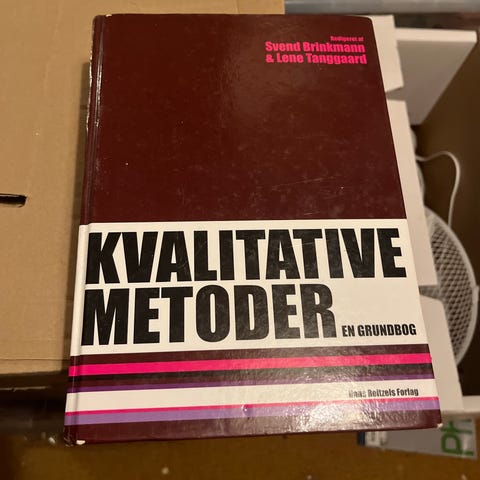 Redigeret af
Svend Brinkmann
& Lene Tanggaard
KVALITATIVE
METODER
EN GRUNDBOG
Hans Reitzels Forlag